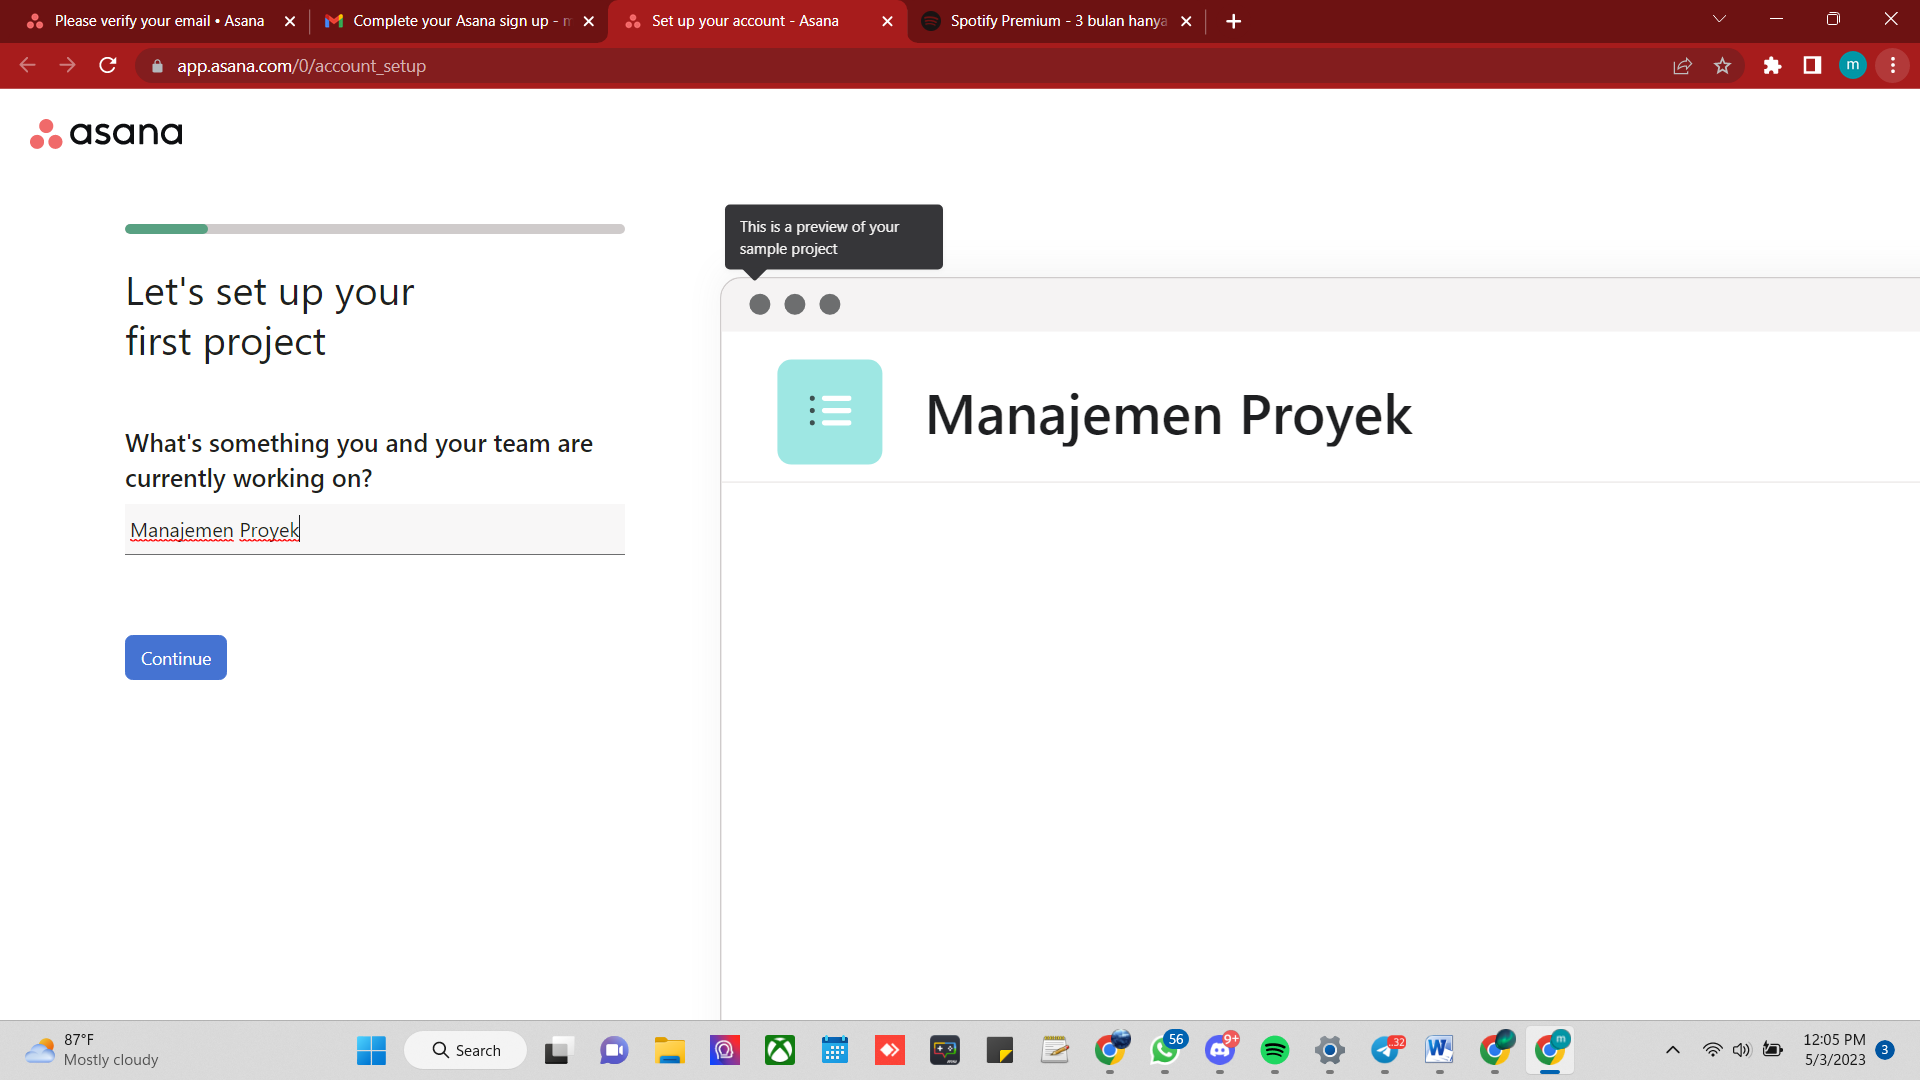 Please verify your email • Asana
Complete your Asana sign up -
Set up your account - Asana
Spotify Premium - 3 bulan hanya
app.asana.com/0/account_setup
m
asana
This is a preview of your
sample project
Let's set up your
first project
Manajemen Proyek
What's something you and your team are
currently working on?
Manajemen Proyek
Continue
87°F
Mostly cloudy
Search
56
9+
..32
m
12:05 PM
5/3/2023
3